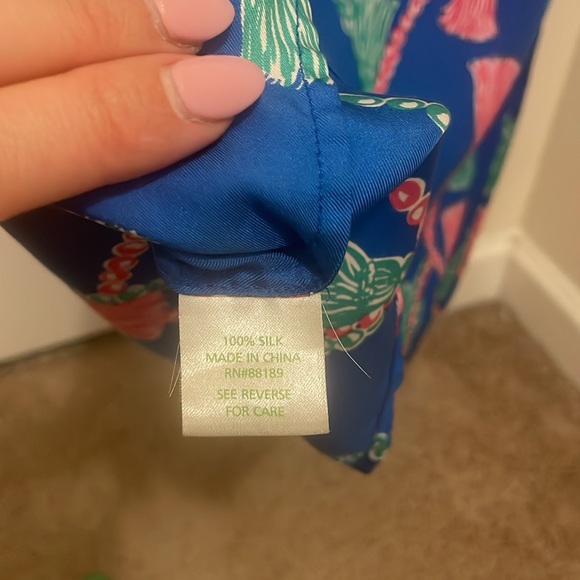 100% SILK
MADE IN CHINA
RN#88189
SEE REVERSE
FOR CARE